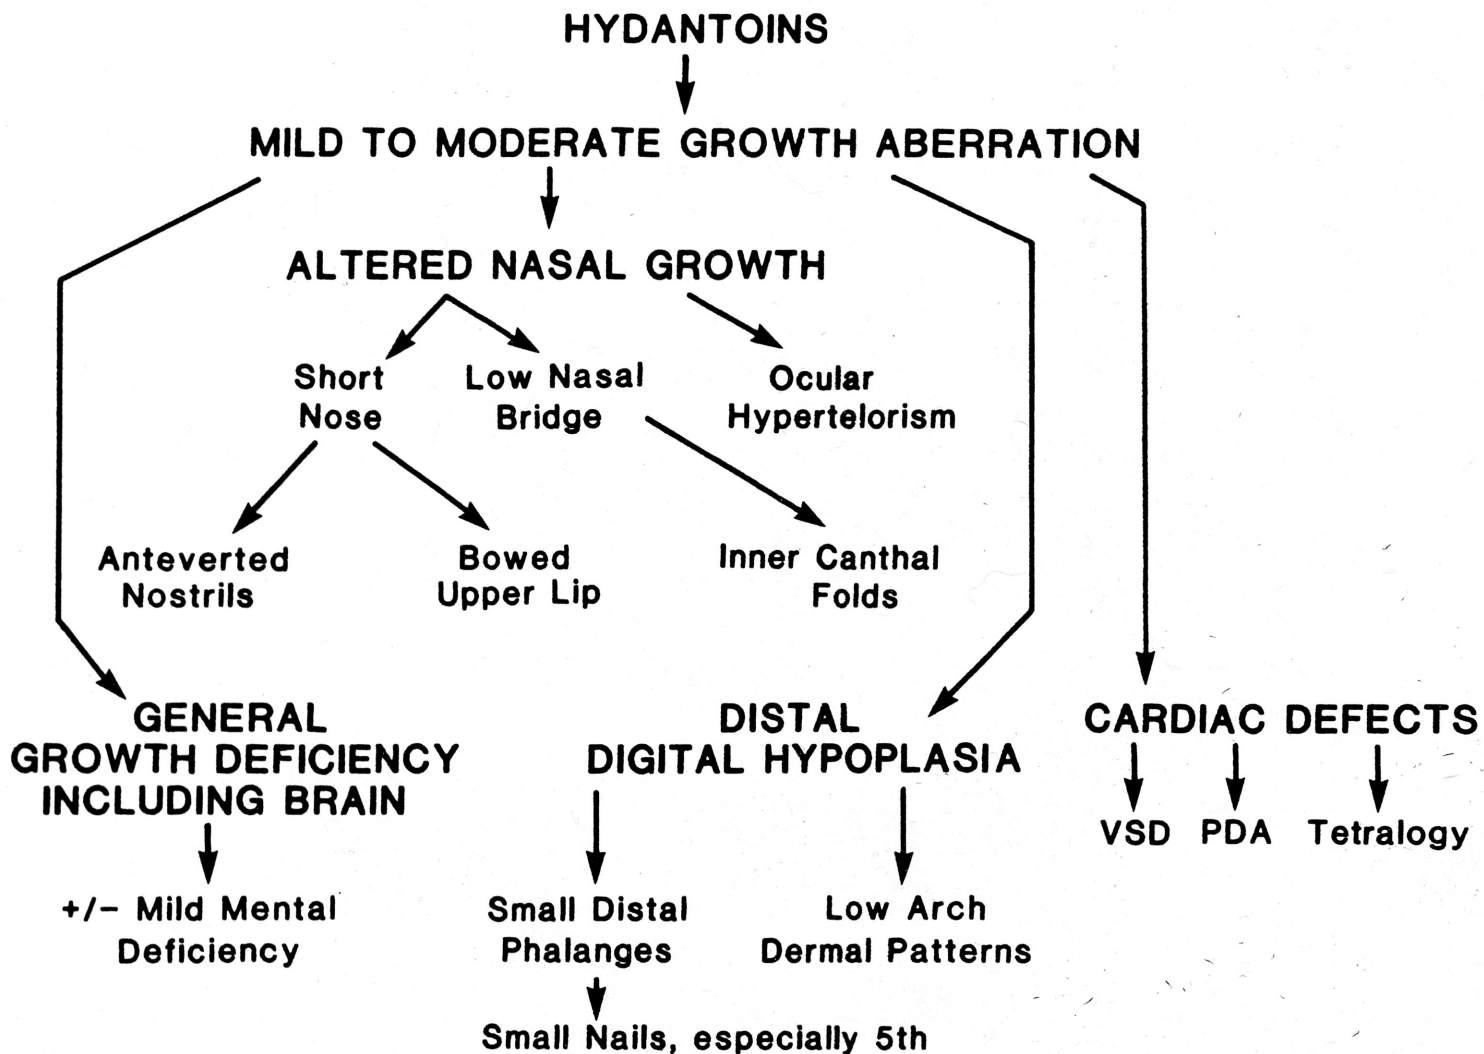 HYDANTOINS
MILD TO MODERATE GROWTH ABERRATION
ALTERED NASAL GROWTH
Short
Nose
Low Nasal
Bridge
Ocular
Hypertelorism
Anteverted
Nostrils
Bowed
Upper Lip
Inner Canthal
Folds
GENERAL
GROWTH DEFICIENCY
INCLUDING BRAIN
+/- Mild Mental
Deficiency
DISTAL
DIGITAL HYPOPLASIA
Small Distal
Phalanges
Small Nails, especially 5th
Low Arch
Dermal Patterns
CARDIAC DEFECTS
VSD
PDA
Tetralogy